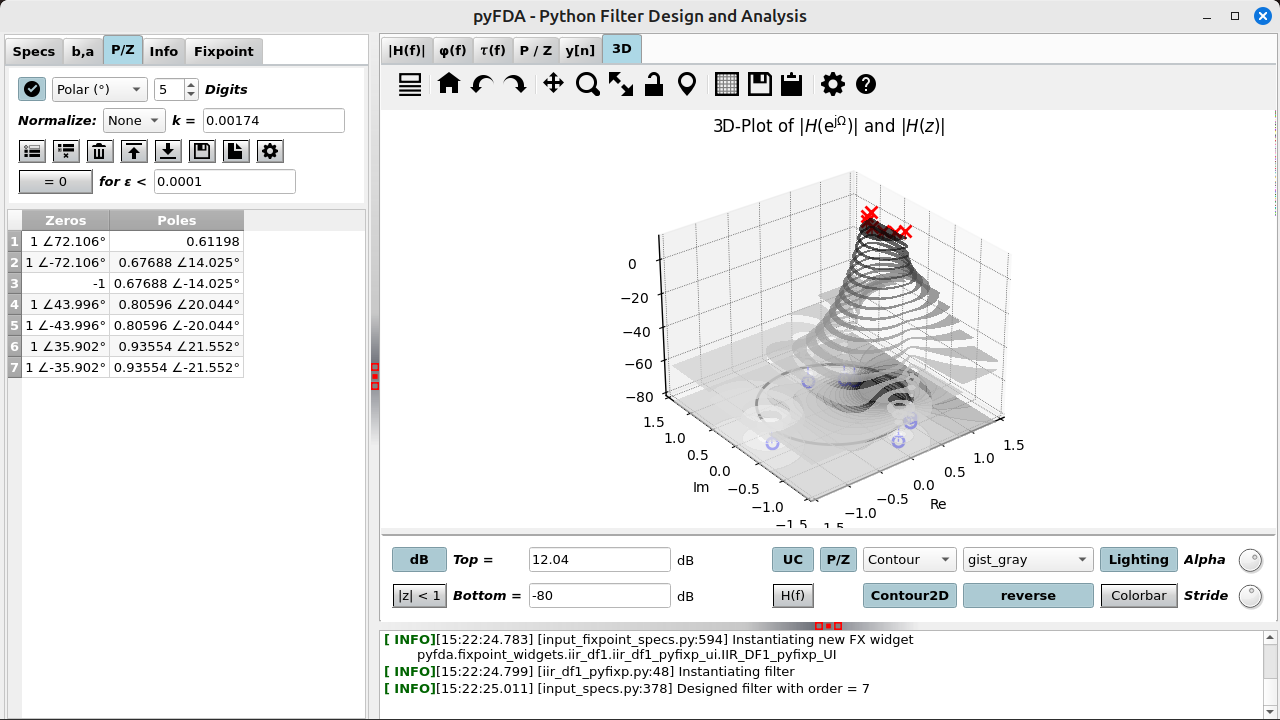 pyFDA - Python Filter Design and Analysis
Specs b,a P/Z Info Fixpoint
Polar (°) 5 Digits
Normalize: None k = 0.00174
= 0 for ε < 0.0001
Zeros Poles
1 1 ∠72.106° 0.61198
2 1 ∠-72.106° 0.67688 ∠14.025°
3 -1 0.67688 ∠-14.025°
4 1 ∠43.996° 0.80596 ∠20.044°
5 1 ∠-43.996° 0.80596 ∠-20.044°
6 1 ∠35.902° 0.93554 ∠21.552°
7 1 ∠-35.902° 0.93554 ∠-21.552°
|H(f)| φ(f) τ(f) P / Z y[n] 3D
3D-Plot of |H(e^jΩ)| and |H(z)|
0
−20
−40
−60
−80
1.5
1.0
0.5
0.0
−0.5
−1.0
−1.5
Im
1.5
1.0
0.5
0.0
−0.5
−1.0
1.5
Re
dB Top = 12.04 dB UC P/Z Contour gist_gray Lighting Alpha
|z| < 1 Bottom = -80 dB H(f) Contour2D reverse Colorbar Stride
[ INFO][15:22:24.783] [input_fixpoint_specs.py:594] Instantiating new FX widget
pyfda.fixpoint_widgets.iir_df1.iir_df1_pyfixp_ui.IIR_DF1_pyfixp_UI
[ INFO][15:22:24.799] [iir_df1_pyfixp.py:48] Instantiating filter
[ INFO][15:22:25.011] [input_specs.py:378] Designed filter with order = 7